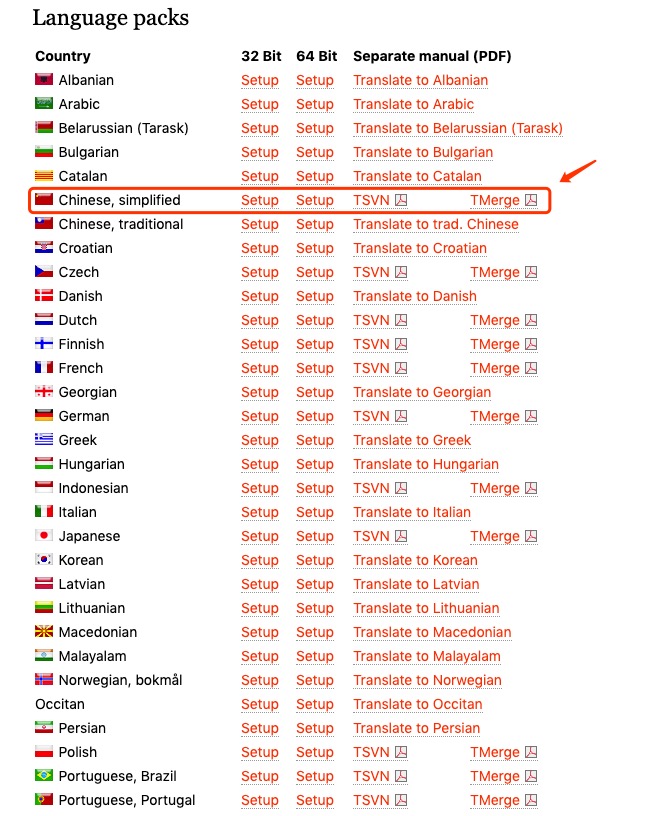 Language packs
Country 32 Bit 64 Bit Separate manual (PDF)
Albanian Setup Setup Translate to Albanian
Arabic Setup Setup Translate to Arabic
Belarussian (Tarask) Setup Setup Translate to Belarussian (Tarask)
Bulgarian Setup Setup Translate to Bulgarian
Catalan Setup Setup Translate to Catalan
Chinese, simplified Setup Setup TSVN TMerge
Chinese, traditional Setup Setup Translate to trad. Chinese
Croatian Setup Setup Translate to Croatian
Czech Setup Setup TSVN TMerge
Danish Setup Setup Translate to Danish
Dutch Setup Setup TSVN TMerge
Finnish Setup Setup TSVN TMerge
French Setup Setup TSVN TMerge
Georgian Setup Setup Translate to Georgian
German Setup Setup TSVN TMerge
Greek Setup Setup Translate to Greek
Hungarian Setup Setup Translate to Hungarian
Indonesian Setup Setup TSVN TMerge
Italian Setup Setup Translate to Italian
Japanese Setup Setup TSVN TMerge
Korean Setup Setup Translate to Korean
Latvian Setup Setup Translate to Latvian
Lithuanian Setup Setup Translate to Lithuanian
Macedonian Setup Setup Translate to Macedonian
Malayalam Setup Setup Translate to Malayalam
Norwegian, bokmål Setup Setup Translate to Norwegian
Occitan Setup Setup Translate to Occitan
Persian Setup Setup Translate to Persian
Polish Setup Setup TSVN TMerge
Portuguese, Brazil Setup Setup TSVN TMerge
Portuguese, Portugal Setup Setup TSVN TMerge